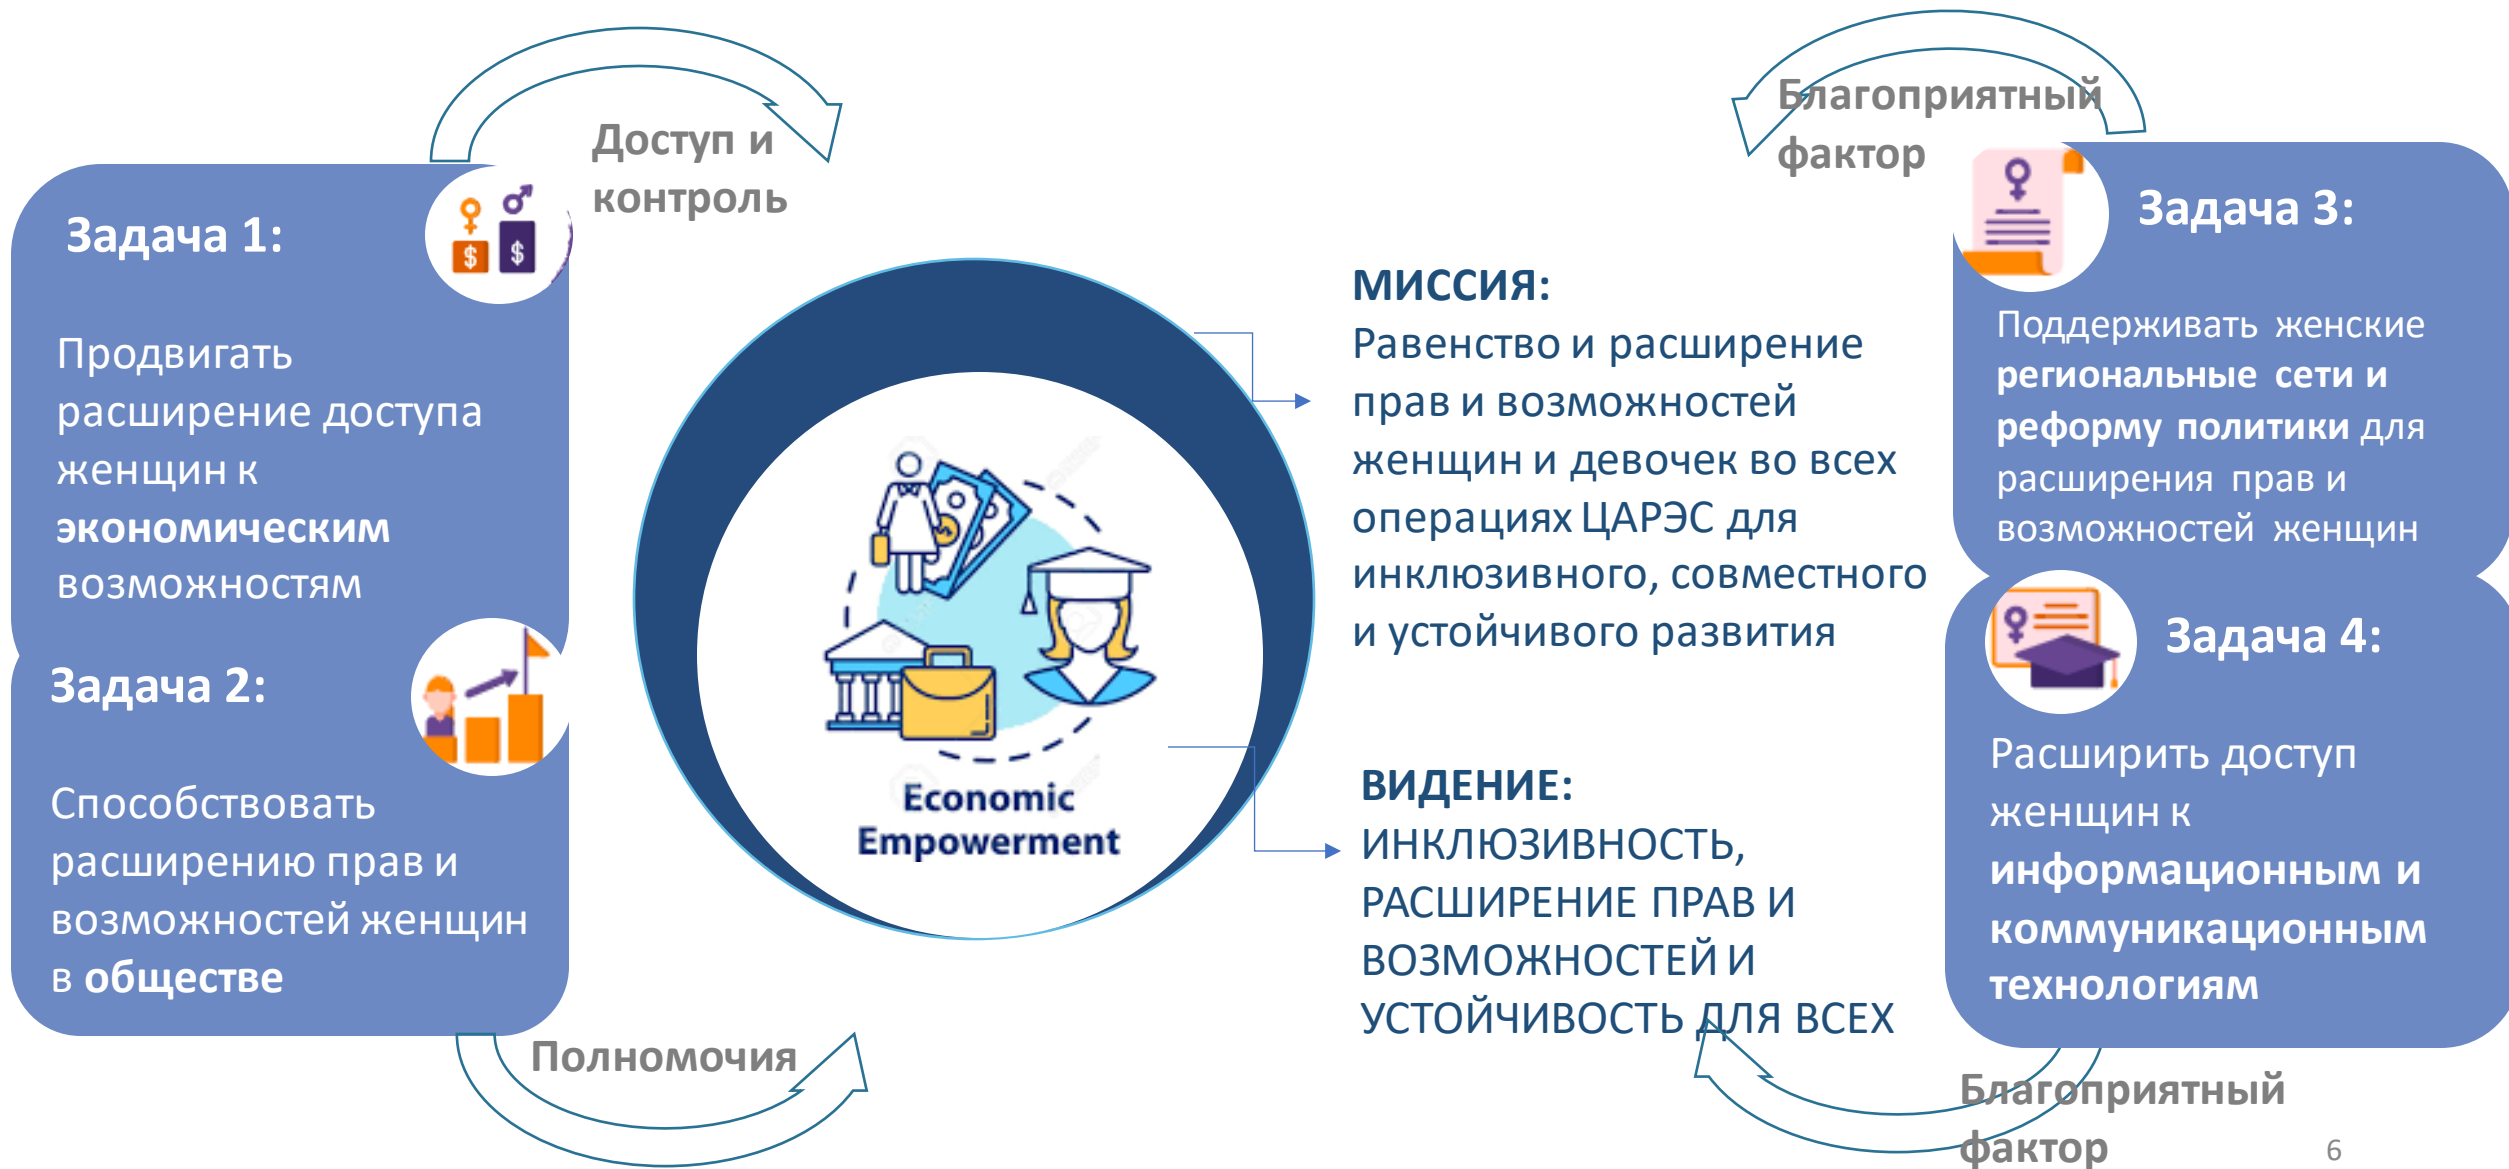 Доступ и
контроль
Задача 1:
Продвигать
расширение доступа
женщин к
экономическим
возможностям
Задача 2:
Способствовать
расширению прав и
возможностей женщин
в обществе
Полномочия
$ $
Economic
Empowerment
МИССИЯ:
Равенство и расширение
прав и возможностей
женщин и девочек во всех
операциях ЦАРЭС для
инклюзивного, совместного
и устойчивого развития
ВИДЕНИЕ:
ИНКЛЮЗИВНОСТЬ,
РАСШИРЕНИЕ ПРАВ И
ВОЗМОЖНОСТЕЙ И
УСТОЙЧИВОСТЬ ДЛЯ ВСЕХ
Благоприятный
фактор
Задача 3:
Поддерживать женские
региональные сети и
реформу политики для
расширения прав и
возможностей женщин
Задача 4:
Расширить доступ
женщин к
информационным и
коммуникационным
технологиям
Благоприятный
фактор
6